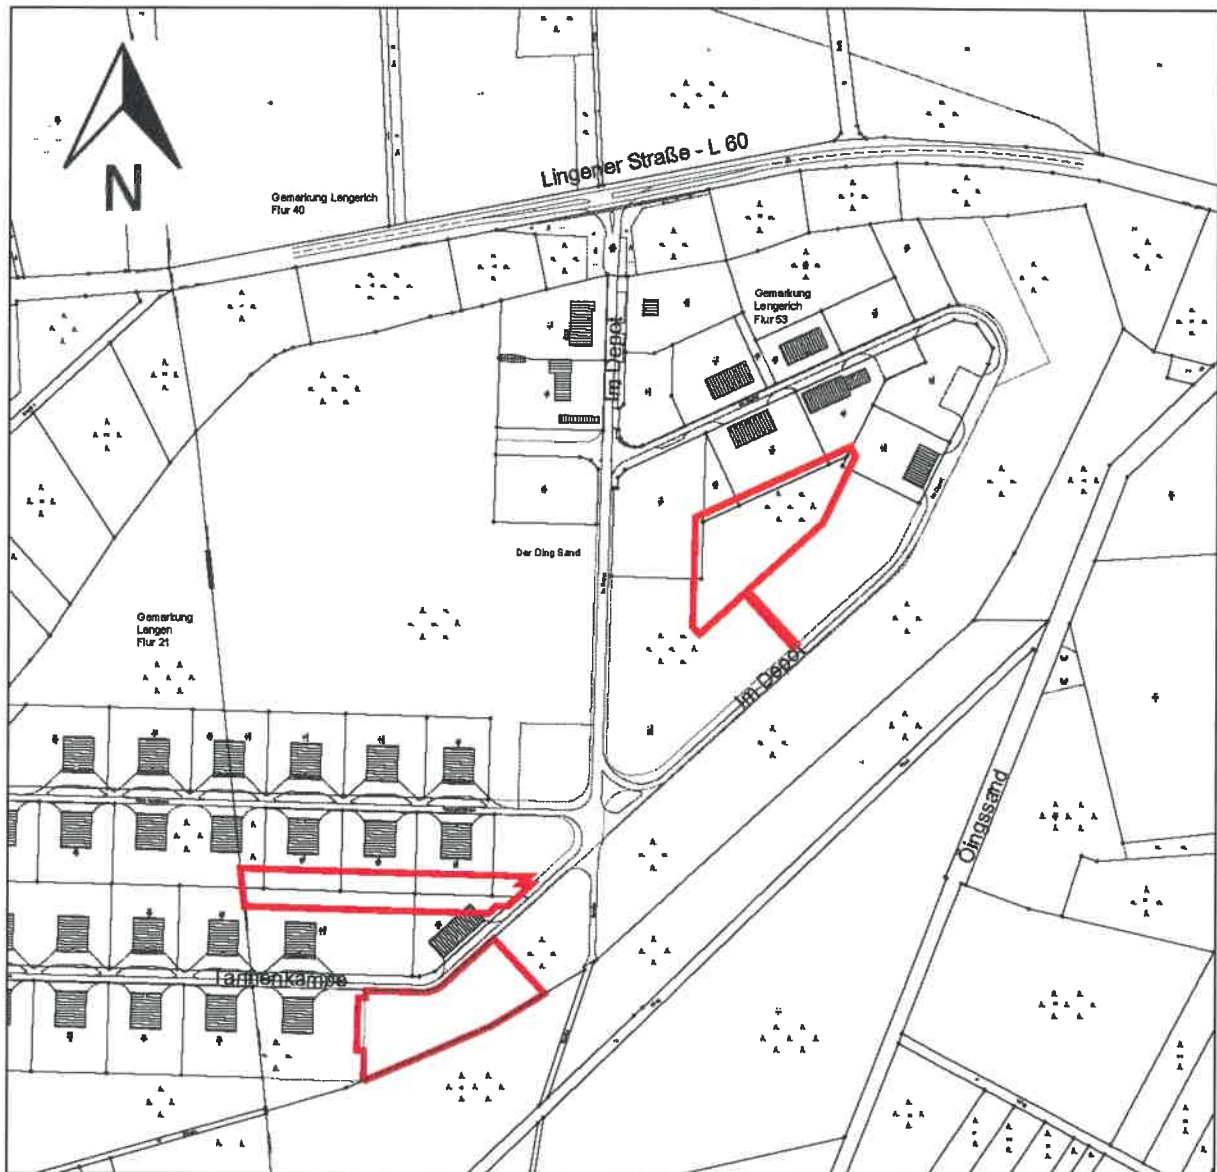 N
Lingener Straße - L 60
Gemarkung Lengerich
Flur 40
Gemarkung
Lengerich
Flur 53
Im Depot
Der Ding Sand
Gemarkung
Lengen
Flur 21
Im Depot
Dingssand
Tannenkämpe